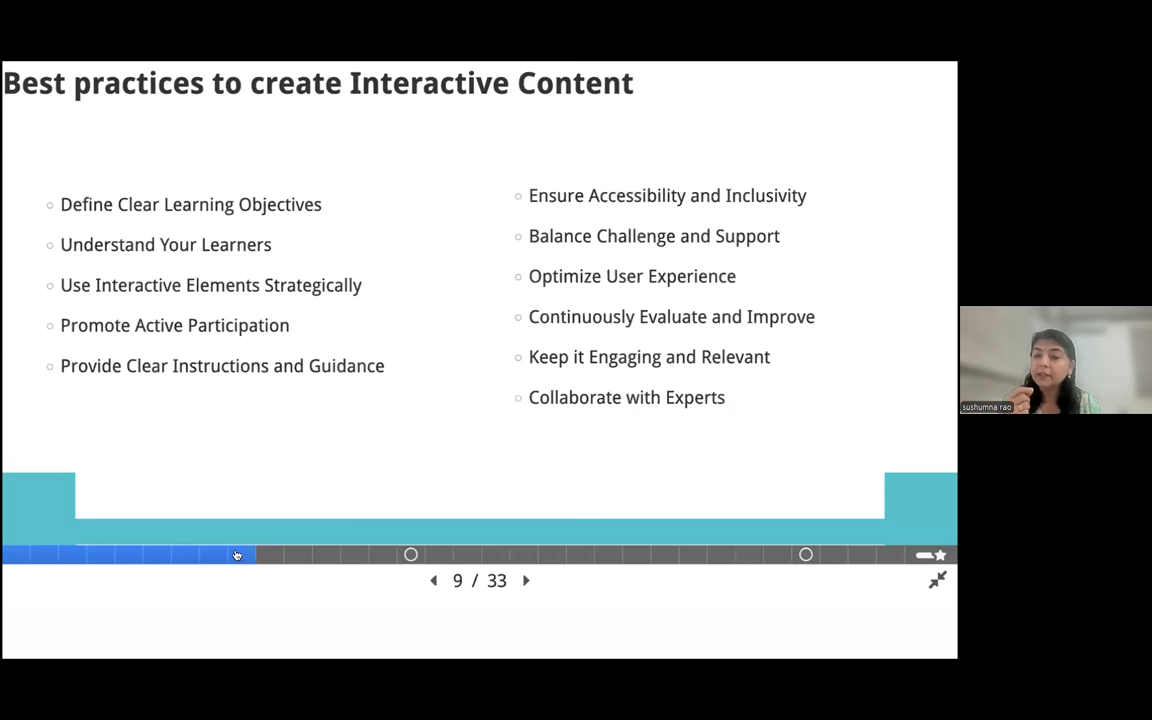 Best practices to create Interactive Content
Define Clear Learning Objectives
Understand Your Learners
Use Interactive Elements Strategically
Promote Active Participation
Provide Clear Instructions and Guidance
Ensure Accessibility and Inclusivity
Balance Challenge and Support
Optimize User Experience
Continuously Evaluate and Improve
Keep it Engaging and Relevant
Collaborate with Experts
9 / 33
sushumna rao